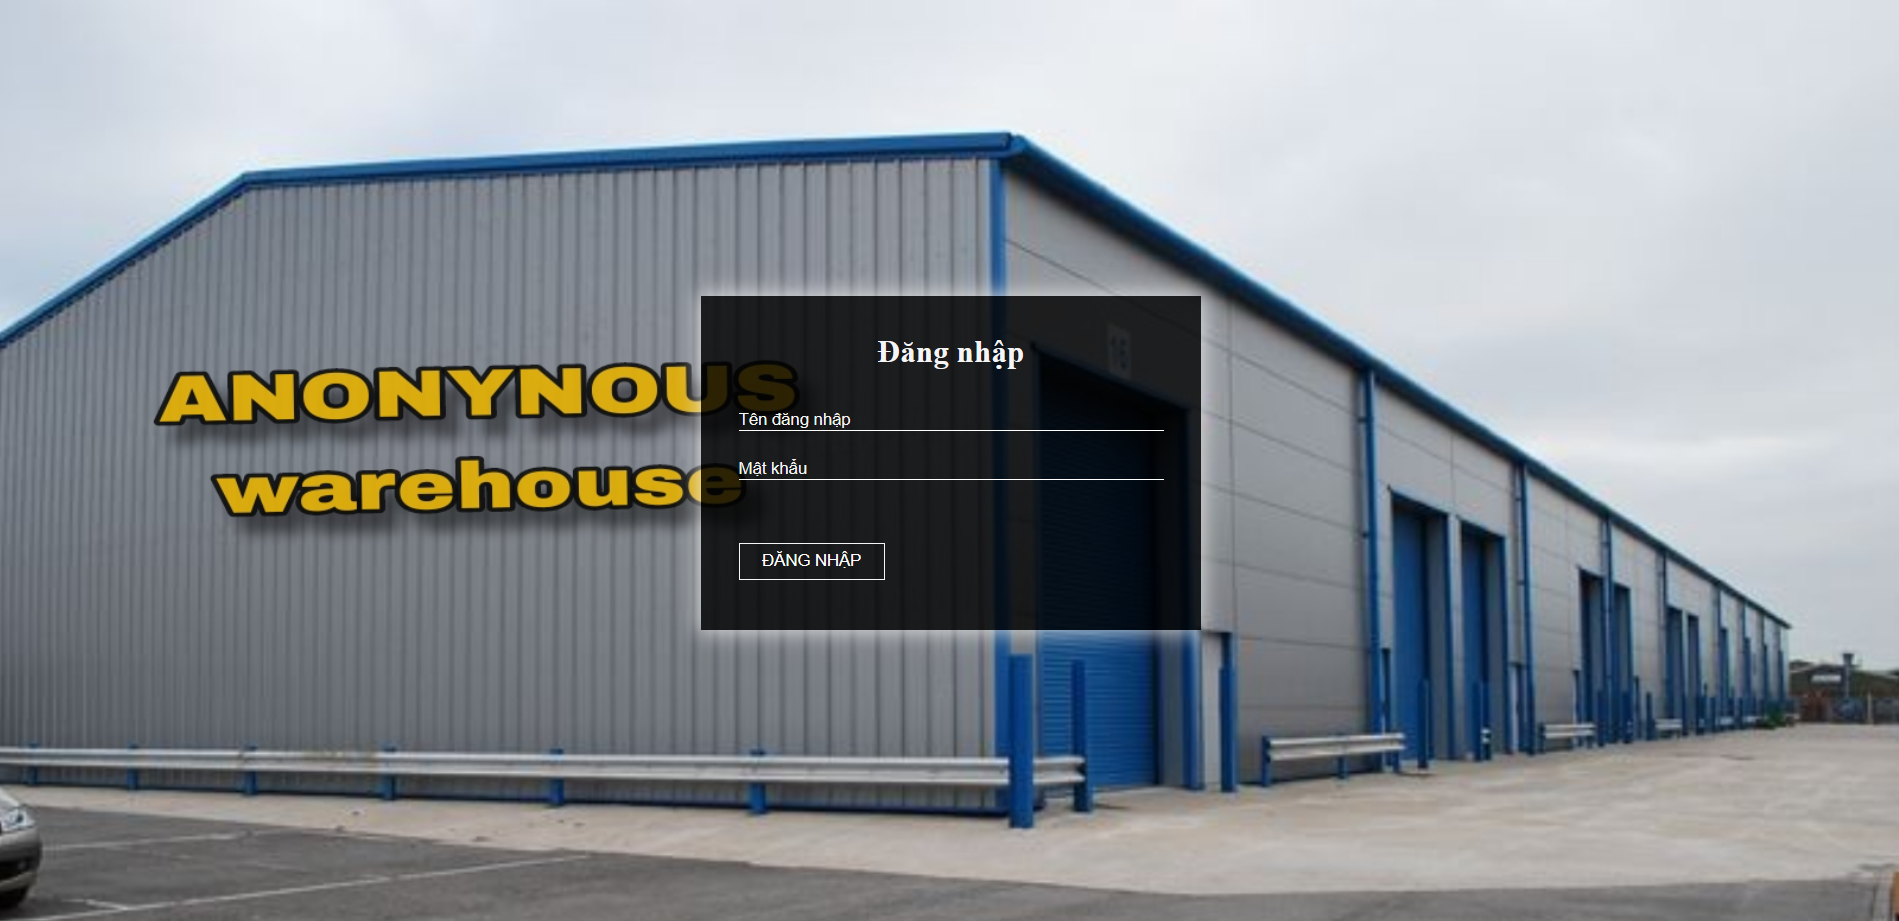 ANONYNOUS
warehouse
Đăng nhập
Tên đăng nhập
Mật khẩu
ĐĂNG NHẬP